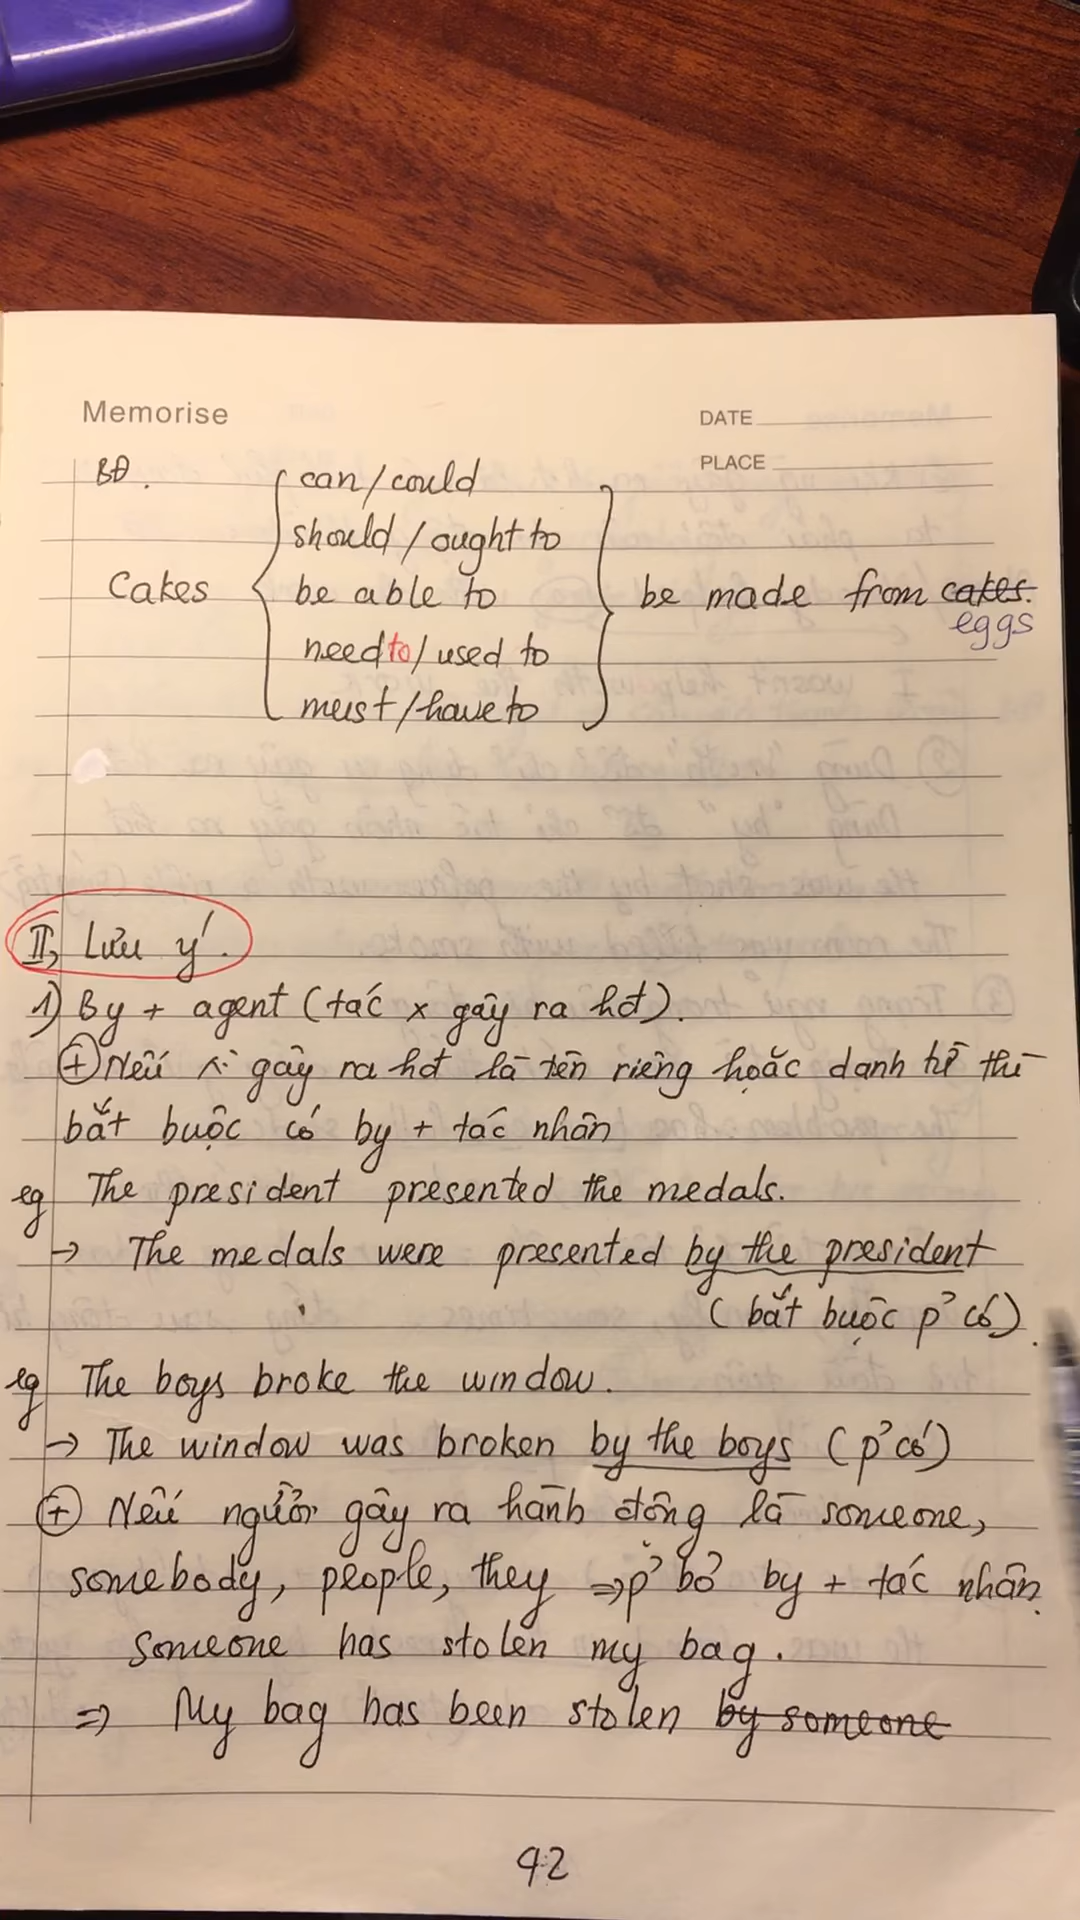 Memorise
DATE
PLACE
BĐ.
can/could
should/ought to
Cakes be able to be made from cakes.
eggs
need to/used to
must/have to
II, Lưu ý.
1) By + agent (tác x gây ra hđ).
+ Nếu x gây ra hđ là tên riêng hoặc danh từ thì
bắt buộc có by + tác nhân
eg The president presented the medals.
→ The medals were presented by the president
(bắt buộc p² có).
eg The boys broke the window.
→ The window was broken by the boys (p² có)
+ Nếu người gây ra hành động là someone,
somebody, people, they ⇒ p² bỏ by + tác nhân.
Someone has stolen my bag.
⇒ My bag has been stolen by someone
42